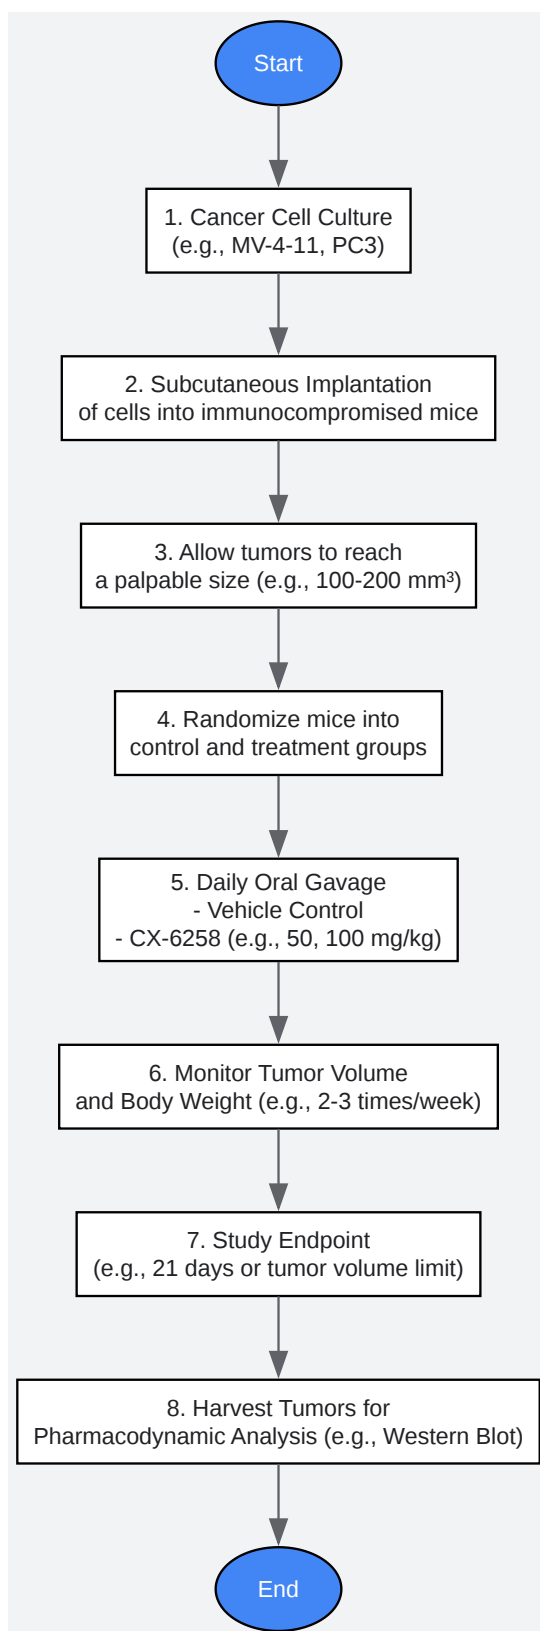 Start
1. Cancer Cell Culture
(e.g., MV-4-11, PC3)
2. Subcutaneous Implantation
of cells into immunocompromised mice
3. Allow tumors to reach
a palpable size (e.g., 100-200 mm³)
4. Randomize mice into
control and treatment groups
5. Daily Oral Gavage
- Vehicle Control
- CX-6258 (e.g., 50, 100 mg/kg)
6. Monitor Tumor Volume
and Body Weight (e.g., 2-3 times/week)
7. Study Endpoint
(e.g., 21 days or tumor volume limit)
8. Harvest Tumors for
Pharmacodynamic Analysis (e.g., Western Blot)
End